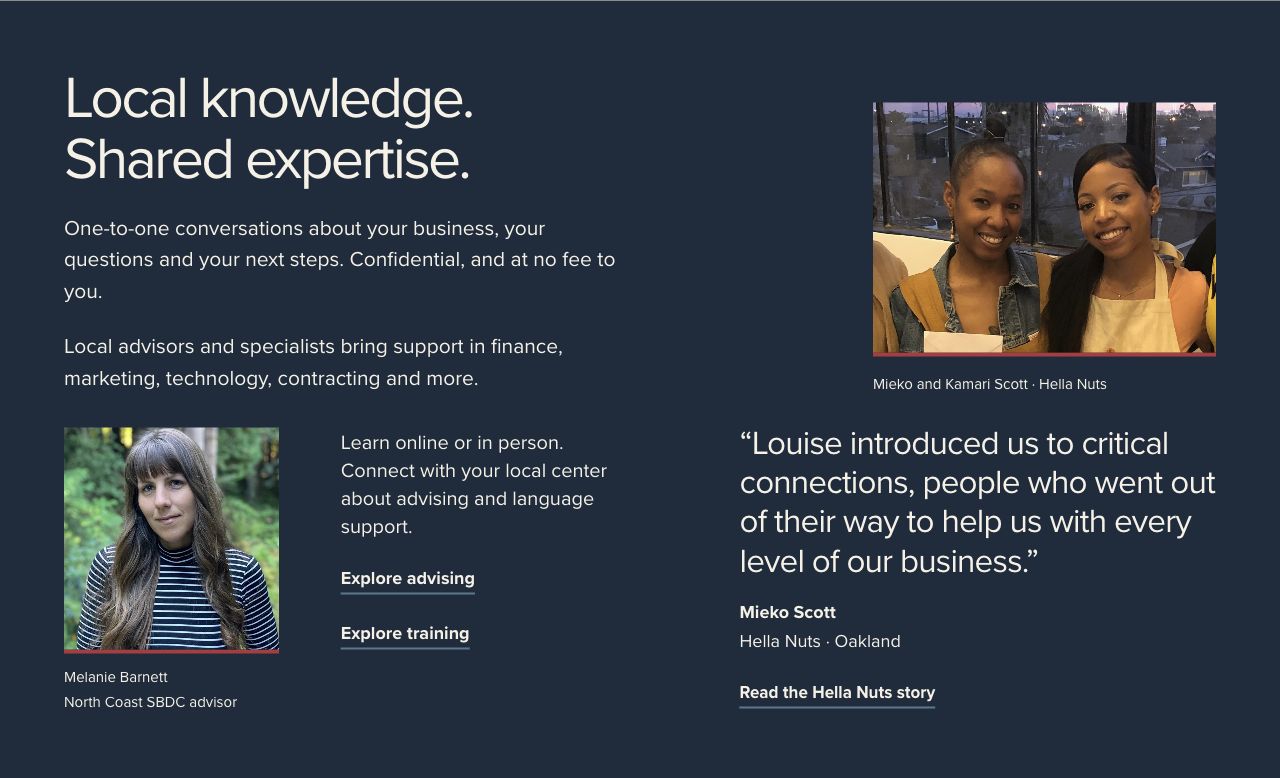 Local knowledge.
Shared expertise.
One-to-one conversations about your business, your
questions and your next steps. Confidential, and at no fee to
you.
Local advisors and specialists bring support in finance,
marketing, technology, contracting and more.
Learn online or in person.
Connect with your local center
about advising and language
support.
Explore advising
Explore training
Melanie Barnett
North Coast SBDC advisor
Mieko and Kamari Scott · Hella Nuts
“Louise introduced us to critical
connections, people who went out
of their way to help us with every
level of our business.”
Mieko Scott
Hella Nuts · Oakland
Read the Hella Nuts story